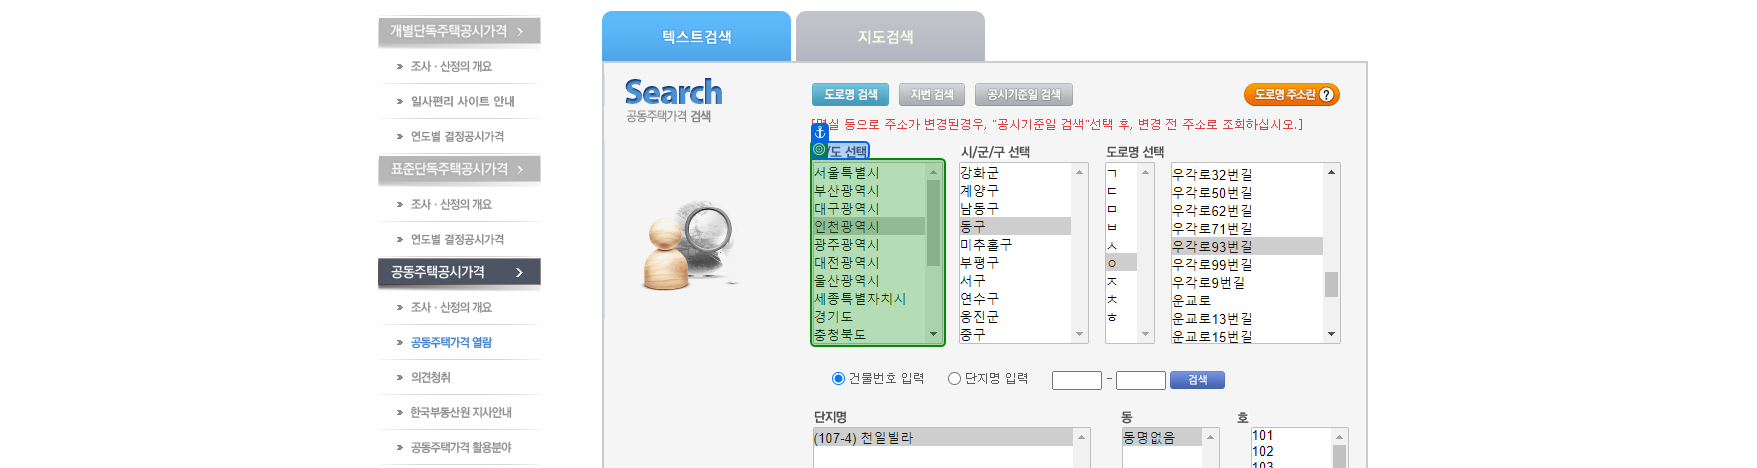 개별단독주택공시가격
조사 · 산정의 개요
일사편리 사이트 안내
연도별 결정공시가격
표준단독주택공시가격
조사 · 산정의 개요
연도별 결정공시가격
공동주택공시가격
조사 · 산정의 개요
공동주택가격 열람
의견청취
한국부동산원 지사안내
공동주택가격 활용분야
텍스트검색
지도검색
Search
공동주택가격 검색
도로명 검색
지번 검색
공시기준일 검색
도로명 주소란 ?
등으로 주소가 변경된경우, "공시기준일 검색"선택 후, 변경 전 주소로 조회하십시오.]
/도 선택
서울특별시
부산광역시
대구광역시
인천광역시
광주광역시
대전광역시
울산광역시
세종특별자치시
경기도
충청북도
시/군/구 선택
강화군
계양구
남동구
동구
미추홀구
부평구
서구
연수구
옹진군
중구
도로명 선택
ㄱ
ㄷ
ㅁ
ㅂ
ㅅ
ㅇ
ㅈ
ㅊ
ㅎ
우각로32번길
우각로50번길
우각로62번길
우각로71번길
우각로93번길
우각로99번길
우각로9번길
운교로
운교로13번길
운교로15번길
건물번호 입력
단지명 입력
-
검색
단지명
(107-4) 천일빌라
동
동명없음
호
101
102
103